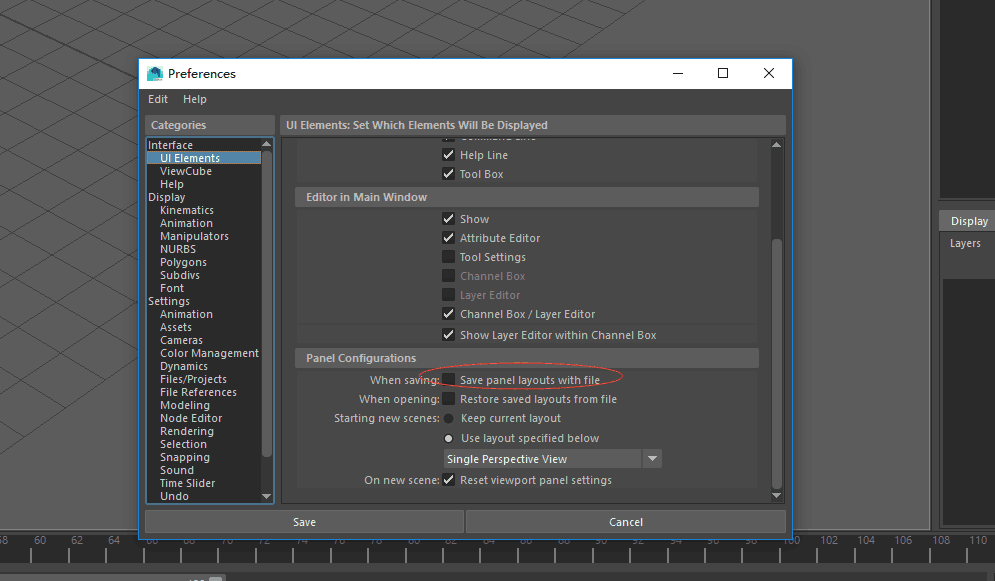 Preferences
Edit Help
Categories
UI Elements: Set Which Elements Will Be Displayed
Interface
UI Elements
ViewCube
Help
Display
Kinematics
Animation
Manipulators
NURBS
Polygons
Subdivs
Font
Settings
Animation
Assets
Cameras
Color Management
Dynamics
Files/Projects
File References
Modeling
Node Editor
Rendering
Selection
Snapping
Sound
Time Slider
Undo
Help Line
Tool Box
Editor in Main Window
Show
Attribute Editor
Tool Settings
Channel Box
Layer Editor
Channel Box / Layer Editor
Show Layer Editor within Channel Box
Panel Configurations
When saving: Save panel layouts with file
When opening: Restore saved layouts from file
Starting new scenes: Keep current layout
Use layout specified below
Single Perspective View
On new scene: Reset viewport panel settings
Save Cancel
Display
Layers
60 62 64 100 102 104 106 108 110